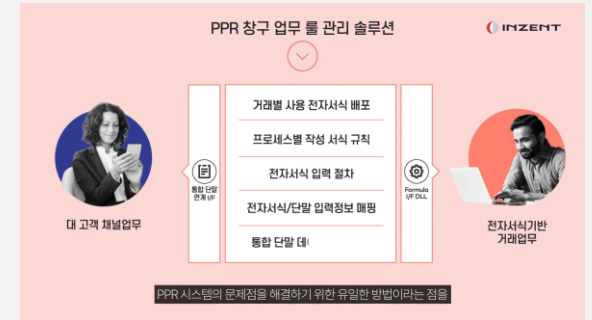 PPR 창구 업무 룰 관리 솔루션
INZENT
거래별 사용 전자서식 배포
프로세스별 작성 서식 규칙
전자서식 입력 절차
전자서식/단말 입력정보 매핑
통합 단말 데
통합 단말
연계 I/F
Formula
I/F DLL
대 고객 채널업무
전자서식기반
거래업무
PPR 시스템의 문제점을 해결하기 위한 유일한 방법이라는 점을